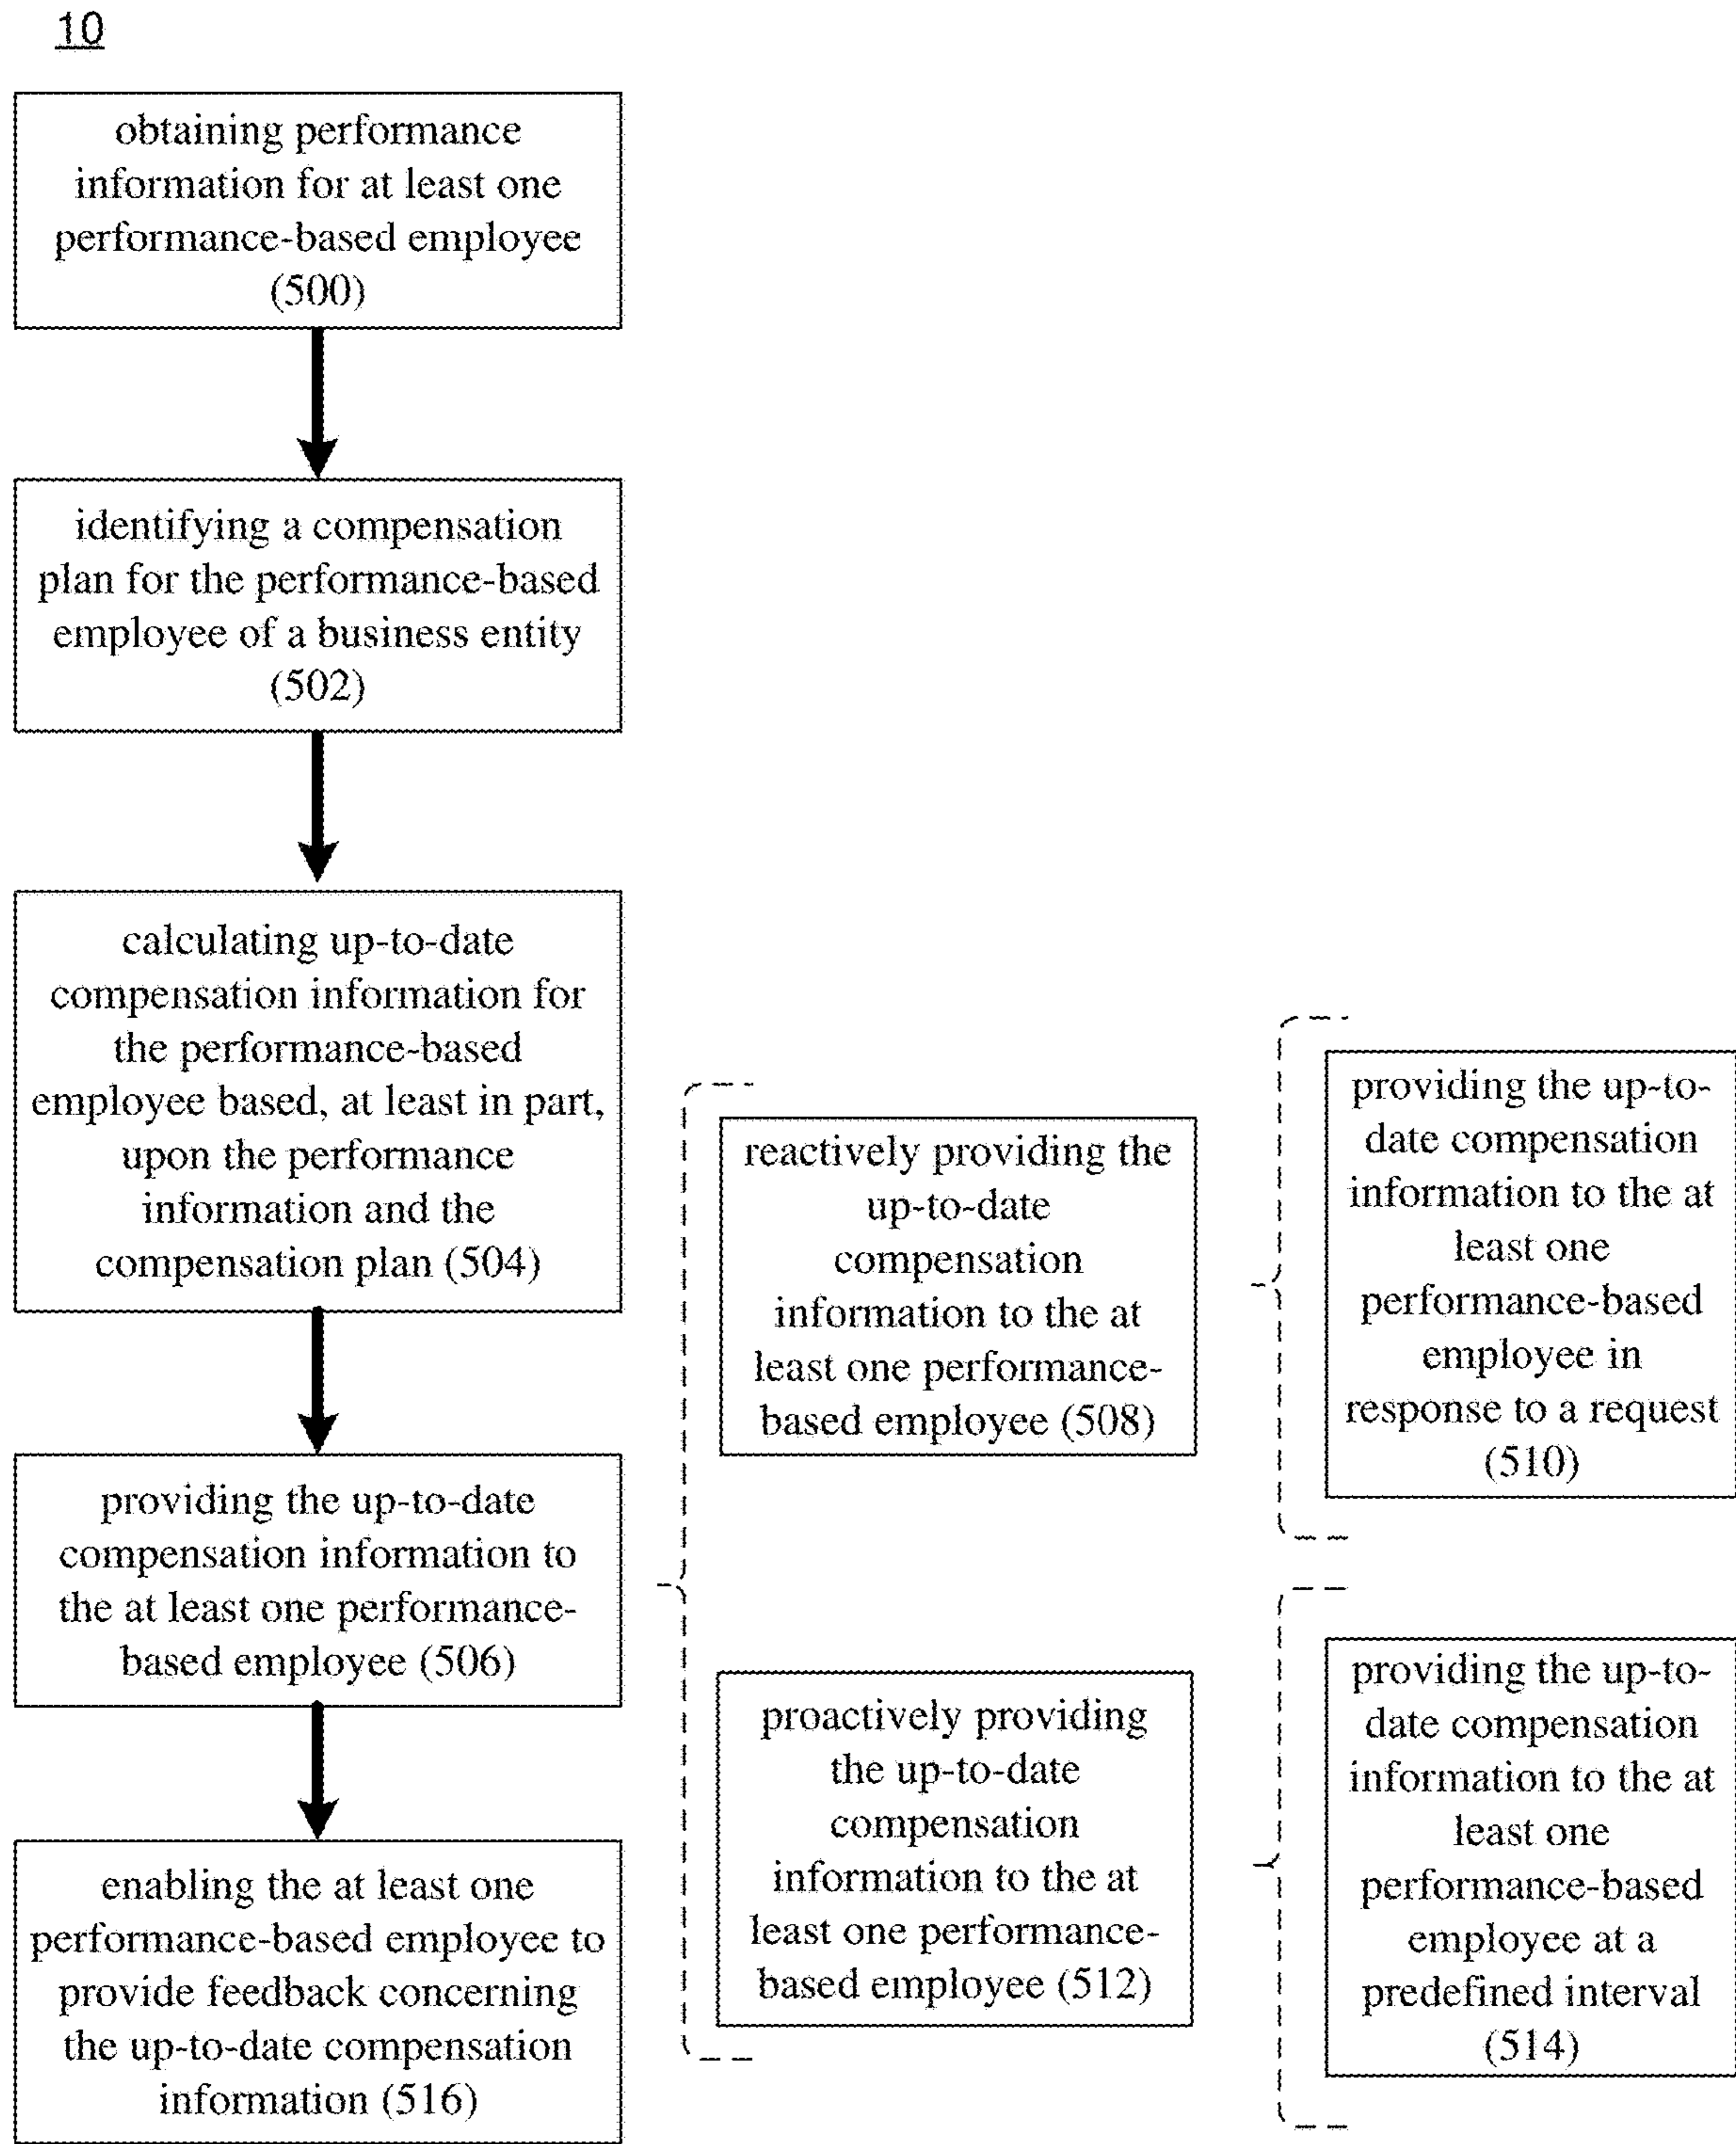 10
obtaining performance
information for at least one
performance-based employee
(500)
identifying a compensation
plan for the performance-based
employee of a business entity
(502)
calculating up-to-date
compensation information for
the performance-based
employee based, at least in part,
upon the performance
information and the
compensation plan (504)
providing the up-to-date
compensation information to
the at least one performance-
based employee (506)
enabling the at least one
performance-based employee to
provide feedback concerning
the up-to-date compensation
information (516)
reactively providing the
up-to-date
compensation
information to the at
least one performance-
based employee (508)
proactively providing
the up-to-date
compensation
information to the at
least one performance-
based employee (512)
providing the up-to-
date compensation
information to the at
least one
performance-based
employee in
response to a request
(510)
providing the up-to-
date compensation
information to the at
least one
performance-based
employee at a
predefined interval
(514)